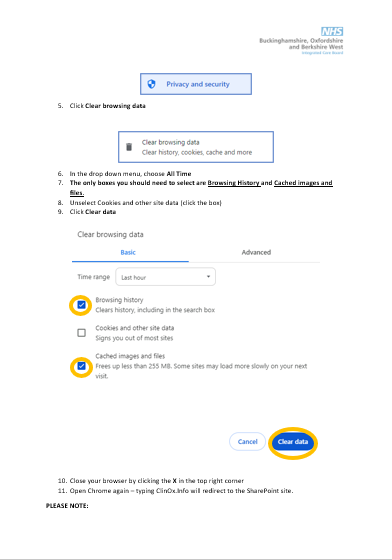 NHS
Buckinghamshire, Oxfordshire
and Berkshire West
Integrated Care Board
Privacy and security
5. Click Clear browsing data
Clear browsing data
Clear history, cookies, cache and more
6. In the drop down menu, choose All Time
7. The only boxes you should need to select are Browsing History and Cached images and
files.
8. Unselect Cookies and other site data (click the box)
9. Click Clear data
Clear browsing data
Basic
Advanced
Time range
Last hour
Browsing history
Clears history, including in the search box
Cookies and other site data
Signs you out of most sites
Cached images and files
Frees up less than 255 MB. Some sites may load more slowly on your next
visit.
Cancel
Clear data
10. Close your browser by clicking the X in the top right corner
11. Open Chrome again – typing ClinOx.Info will redirect to the SharePoint site.
PLEASE NOTE: